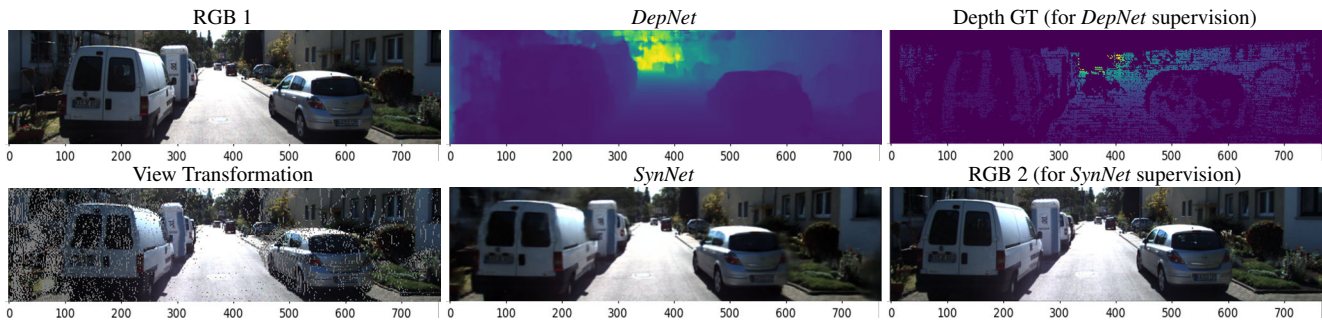 RGB 1
DepNet
Depth GT (for DepNet supervision)
0 100 200 300 400 500 600 700
0 100 200 300 400 500 600 700
0 100 200 300 400 500 600 700
View Transformation
SynNet
RGB 2 (for SynNet supervision)
0 100 200 300 400 500 600 700
0 100 200 300 400 500 600 700
0 100 200 300 400 500 600 700